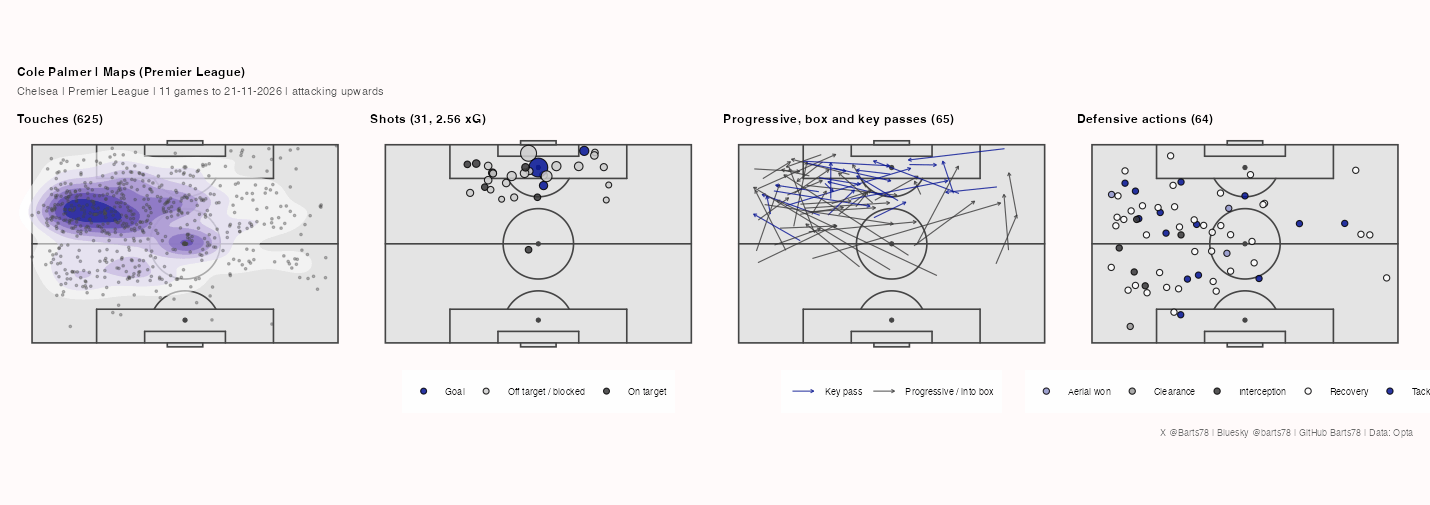 Cole Palmer | Maps (Premier League)
Chelsea | Premier League | 11 games to 21-11-2026 | attacking upwards
Touches (625)
Shots (31, 2.56 xG)
Progressive, box and key passes (65)
Defensive actions (64)
Goal
Off target / blocked
On target
Key pass
Progressive / Into box
Aerial won
Clearance
Interception
Recovery
Tack
X @Barts78 | Bluesky @barts78 | GitHub Barts78 | Data: Opta